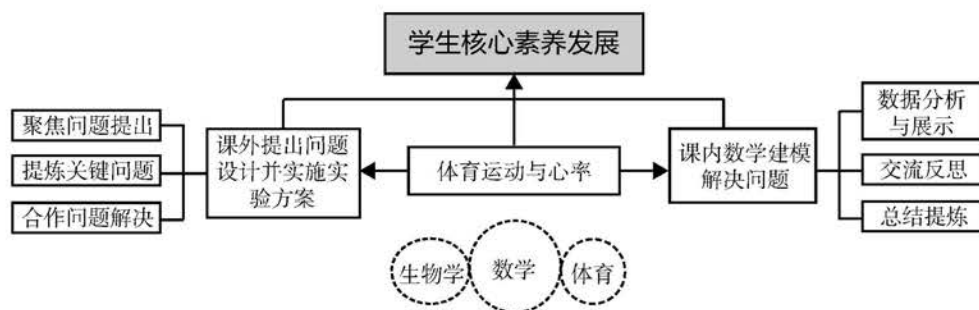 学生核心素养发展
聚焦问题提出
提炼关键问题
合作问题解决
课外提出问题
设计并实施实
验方案
体育运动与心率
课内数学建模
解决问题
数据分析
与展示
交流反思
总结提炼
生物学
数学
体育